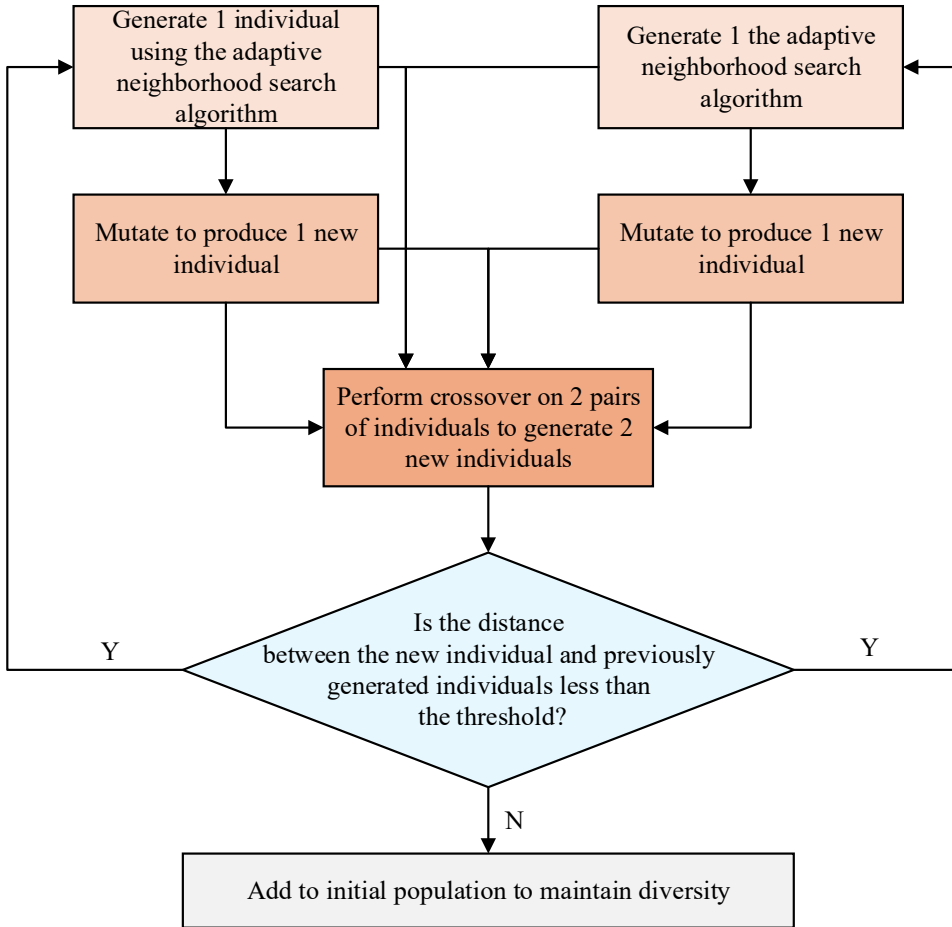 Generate 1 individual
using the adaptive
neighborhood search
algorithm
Generate 1 the adaptive
neighborhood search
algorithm
Mutate to produce 1 new
individual
Mutate to produce 1 new
individual
Perform crossover on 2 pairs
of individuals to generate 2
new individuals
Is the distance
between the new individual and previously
generated individuals less than
the threshold?
Y
Y
N
Add to initial population to maintain diversity